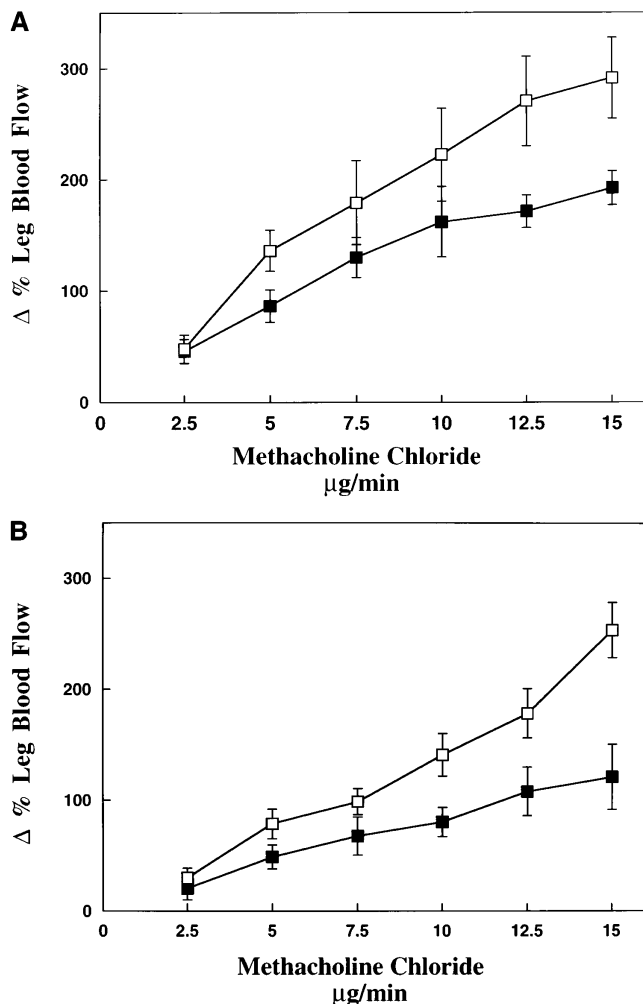 A
Δ % Leg Blood Flow
300
200
100
0
0 2.5 5 7.5 10 12.5 15
Methacholine Chloride
μg/min
B
Δ % Leg Blood Flow
300
200
100
0
0 2.5 5 7.5 10 12.5 15
Methacholine Chloride
μg/min